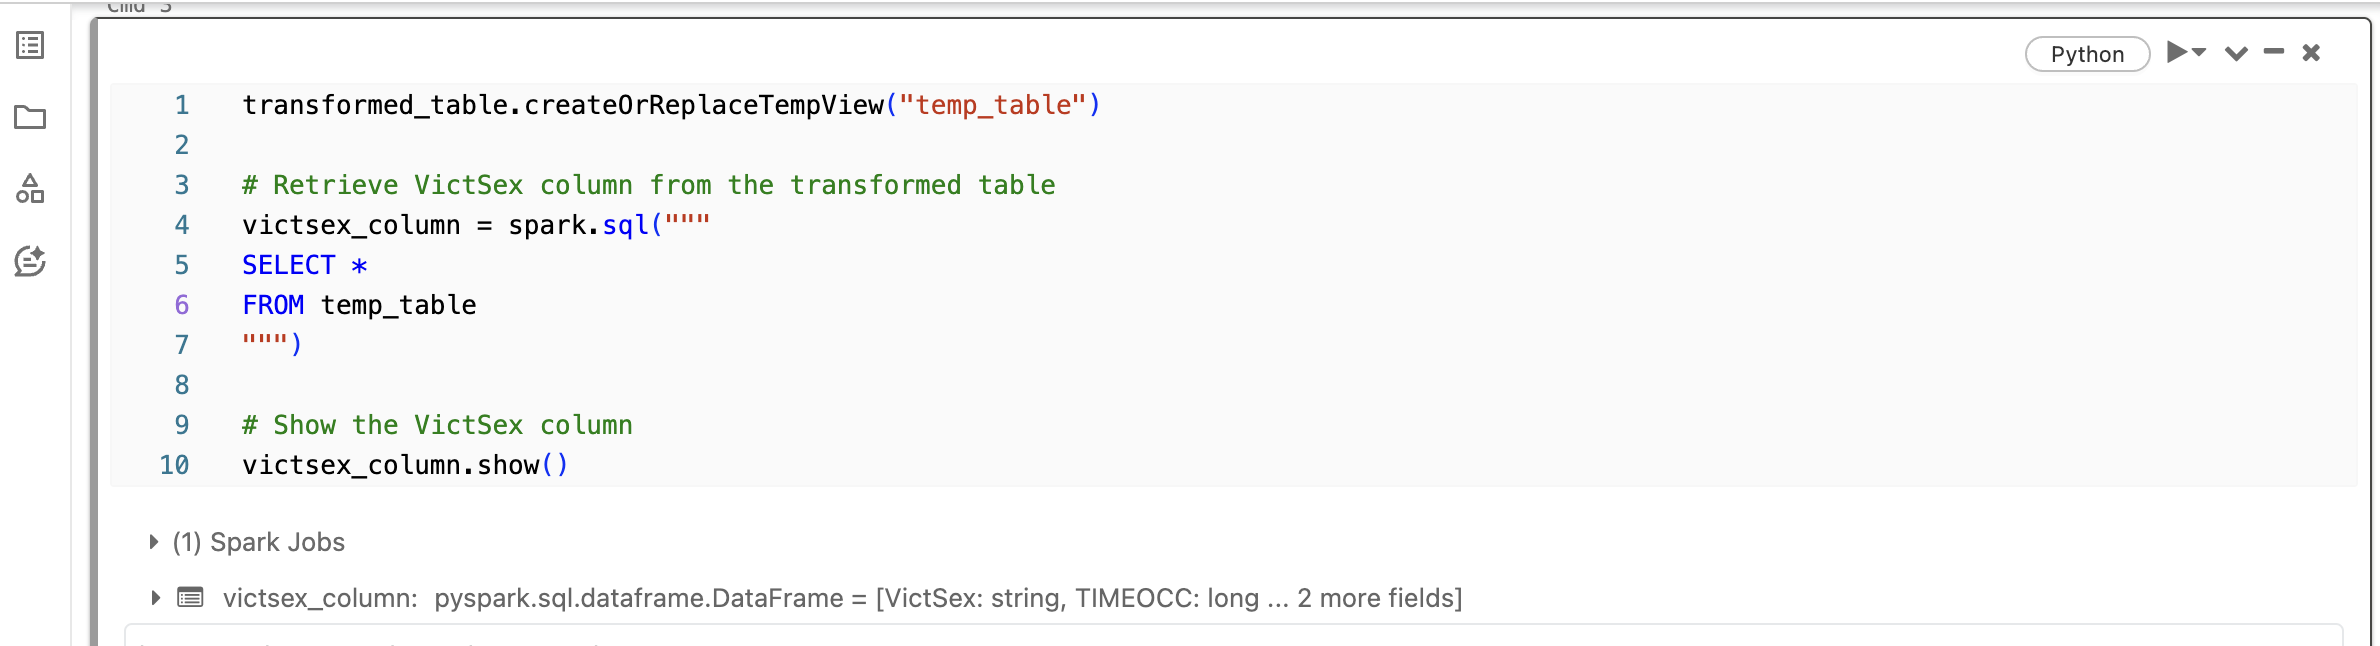 Cmd 3
Python
1 transformed_table.createOrReplaceTempView("temp_table")
2
3 # Retrieve VictSex column from the transformed table
4 victsex_column = spark.sql("""
5 SELECT *
6 FROM temp_table
7 """)
8
9 # Show the VictSex column
10 victsex_column.show()
(1) Spark Jobs
victsex_column: pyspark.sql.dataframe.DataFrame = [VictSex: string, TIMEOCC: long ... 2 more fields]